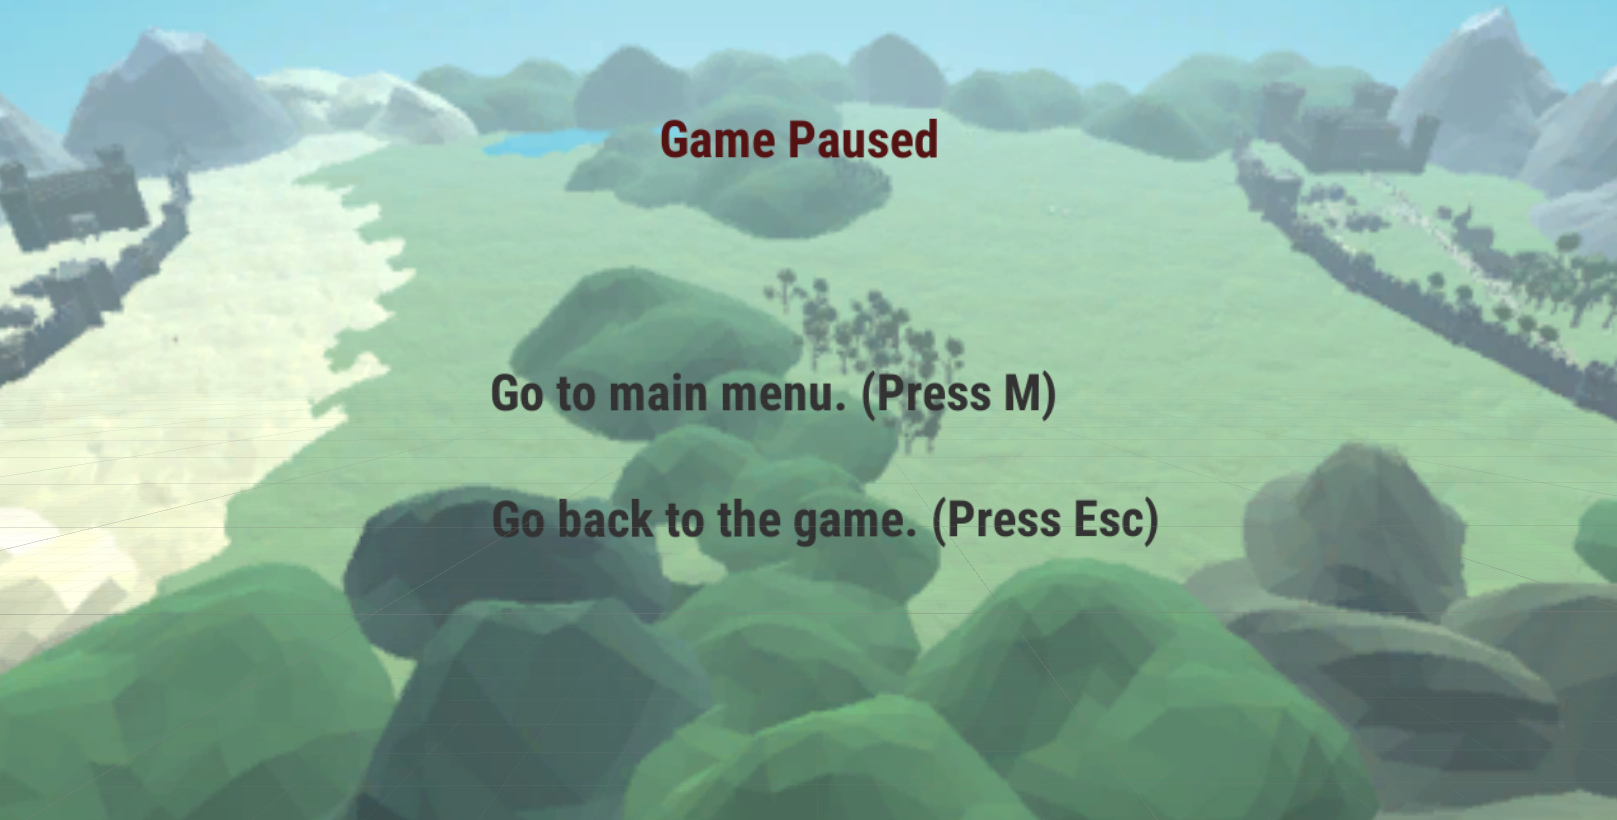 Game Paused
Go to main menu. (Press M)
Go back to the game. (Press Esc)